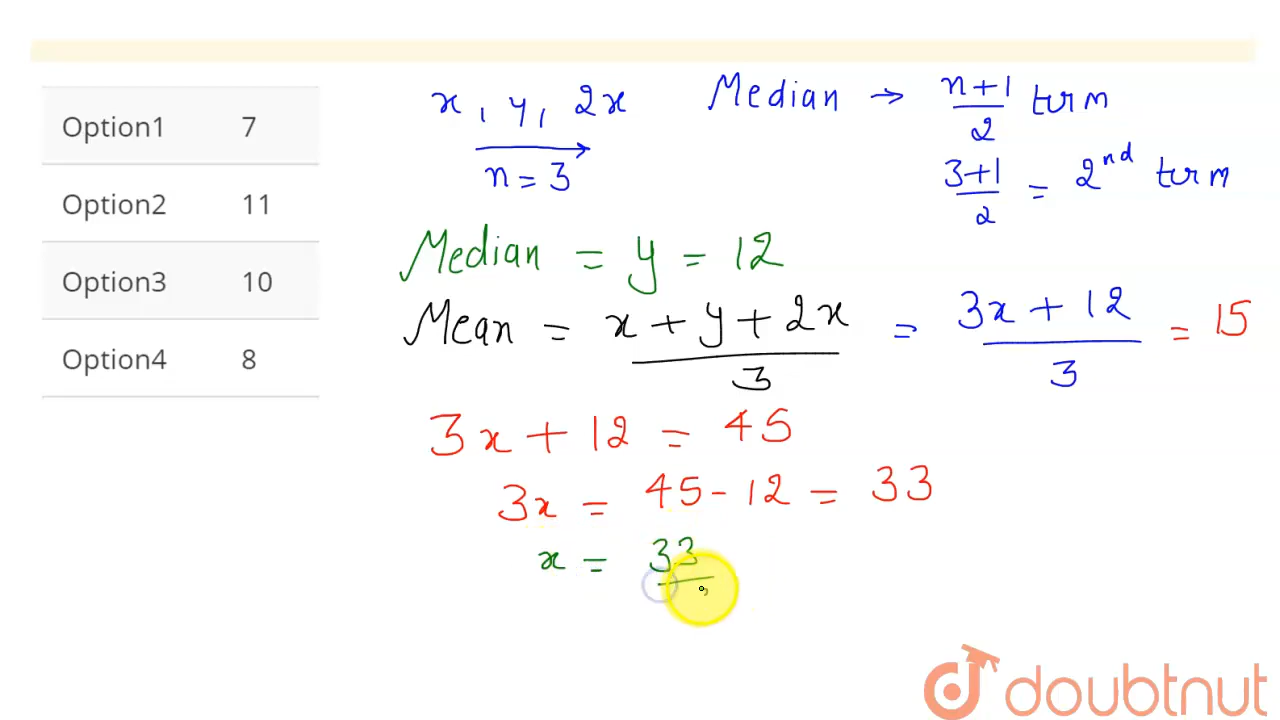 Option1 7
Option2 11
Option3 10
Option4 8
x, y, 2x
n = 3
Median → n+1/2 term
3+1/2 = 2nd term
Median = y = 12
Mean = x+y+2x/3 = 3x+12/3 = 15
3x + 12 = 45
3x = 45-12 = 33
x = 33
doubtnut